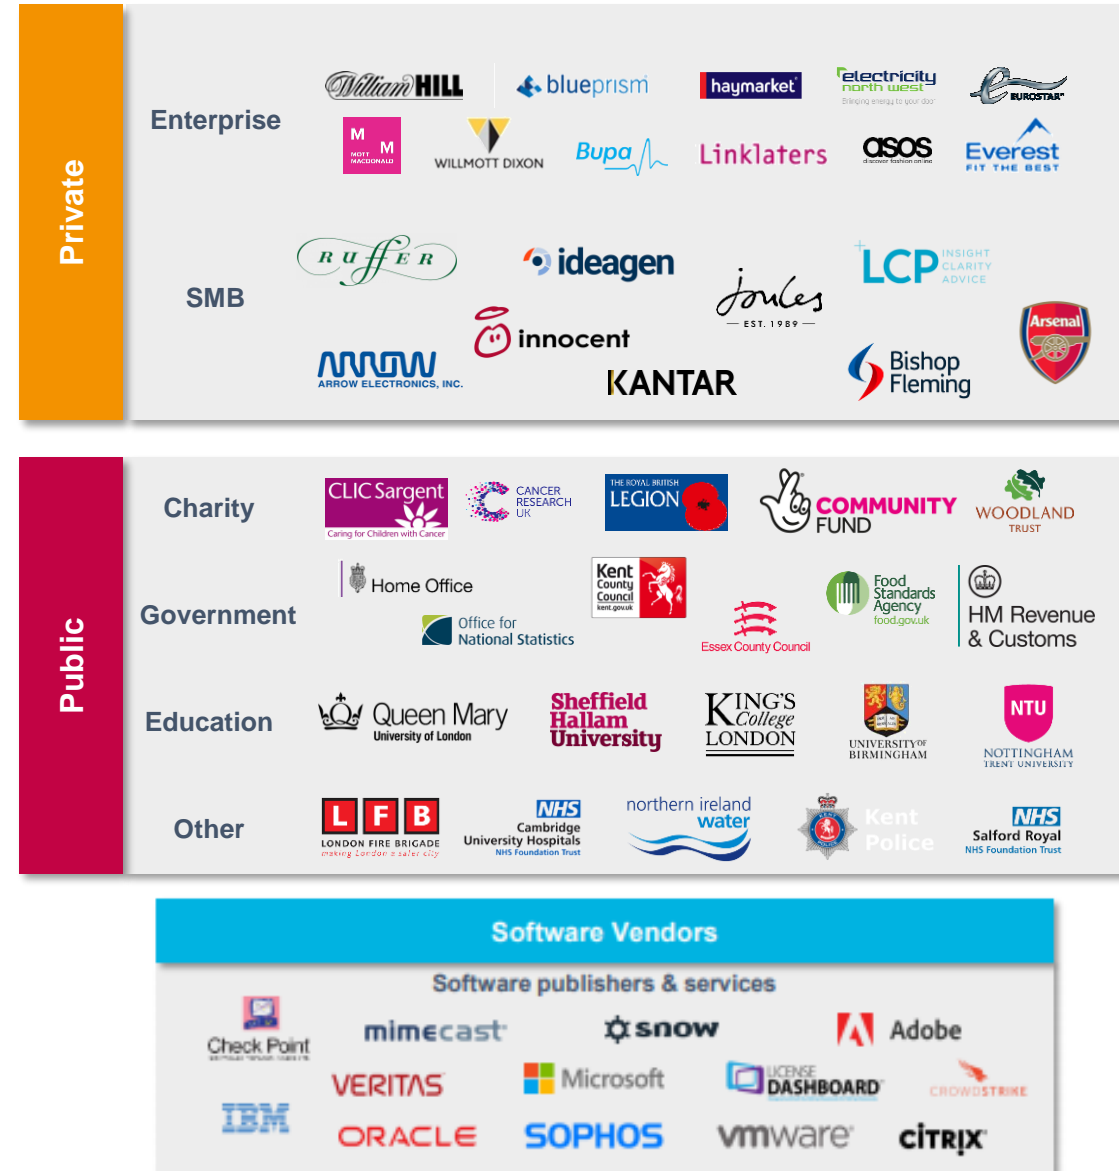 Private
Enterprise
William HILL
blueprism
haymarket
electricity
north west
Bringing energy to your door
EUROSTAR
M
M
MOTT
MACDONALD
WILLMOTT DIXON
Bupa
Linklaters
asos
discover fashion online
Everest
FIT THE BEST
SMB
RUFFER
ideagen
joules
EST. 1989
LCP
INSIGHT
CLARITY
ADVICE
innocent
Arsenal
ARROW
ARROW ELECTRONICS, INC.
KANTAR
Bishop
Fleming
Public
Charity
CLIC Sargent
Caring for Children with Cancer
CANCER
RESEARCH
UK
THE ROYAL BRITISH
LEGION
COMMUNITY
FUND
WOODLAND
TRUST
Government
Home Office
Office for
National Statistics
Kent
County
Council
kent.gov.uk
Essex County Council
Food
Standards
Agency
food.gov.uk
HM Revenue
& Customs
Education
Queen Mary
University of London
Sheffield
Hallam
University
KING'S
College
LONDON
UNIVERSITY OF
BIRMINGHAM
NTU
NOTTINGHAM
TRENT UNIVERSITY
Other
L F B
LONDON FIRE BRIGADE
making London a safer city
NHS
Cambridge
University Hospitals
NHS Foundation Trust
northern ireland
water
Kent
Police
NHS
Salford Royal
NHS Foundation Trust
Software Vendors
Software publishers & services
Check Point
mimecast
snow
Adobe
VERITAS
Microsoft
LICENSE
DASHBOARD
CROWDSTRIKE
IBM
ORACLE
SOPHOS
vmware
CITRIX